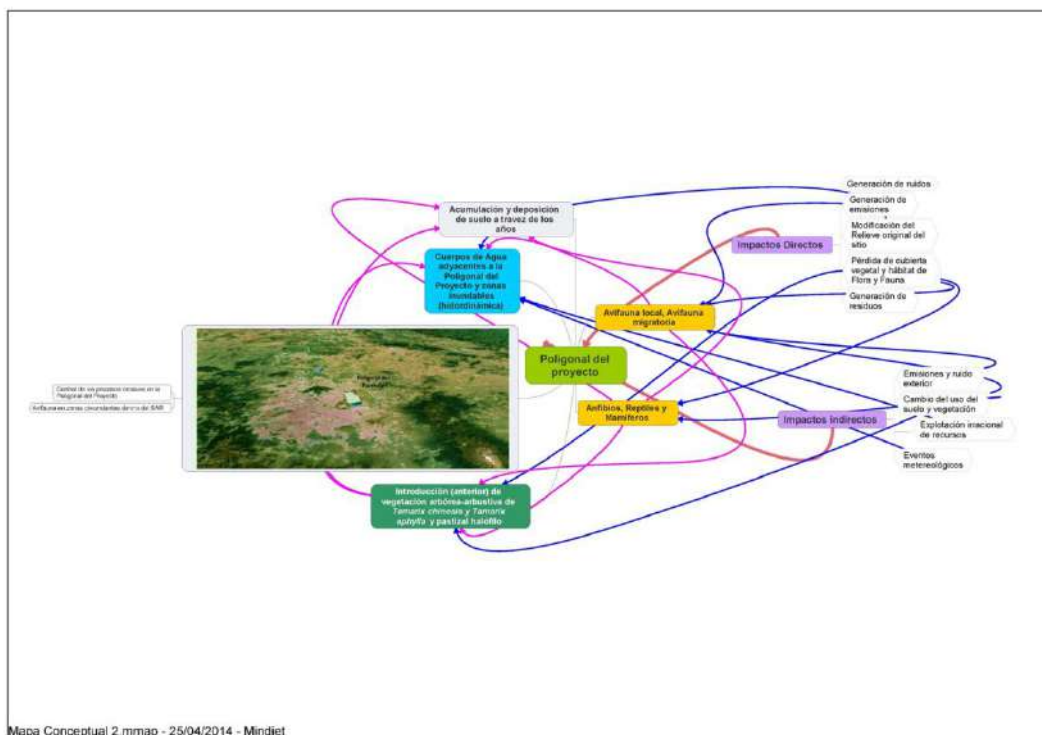 Generación de ruidos
Generación de
emisiones
Modificación del
Relieve original del
sitio
Pérdida de cubierta
vegetal y hábitat de
Flora y Fauna
Generación de
residuos
Impactos Directos
Acumulación y deposición
de suelo a travez de los
años
Cuerpos de Agua
adyacentes a la
Poligonal del
Proyecto y zonas
inundables
Avifauna local, Avifauna
migratoria
Poligonal del
proyecto
Anfibios, Reptiles y
Mamíferos
Emisiones y ruido
exterior
Cambio del uso del
suelo y vegetación
Impactos Indirectos
Explotación irracional
de recursos
Eventos
metereológicos
Poligonal del Proyecto
Introducción (anterior) de
vegetación arbórea-arbustiva de
Tamarix chinesis y Tamarix
aphylla y pastizal halófilo
Mapa Conceptual 2.mmap - 25/04/2014 - Mindjet